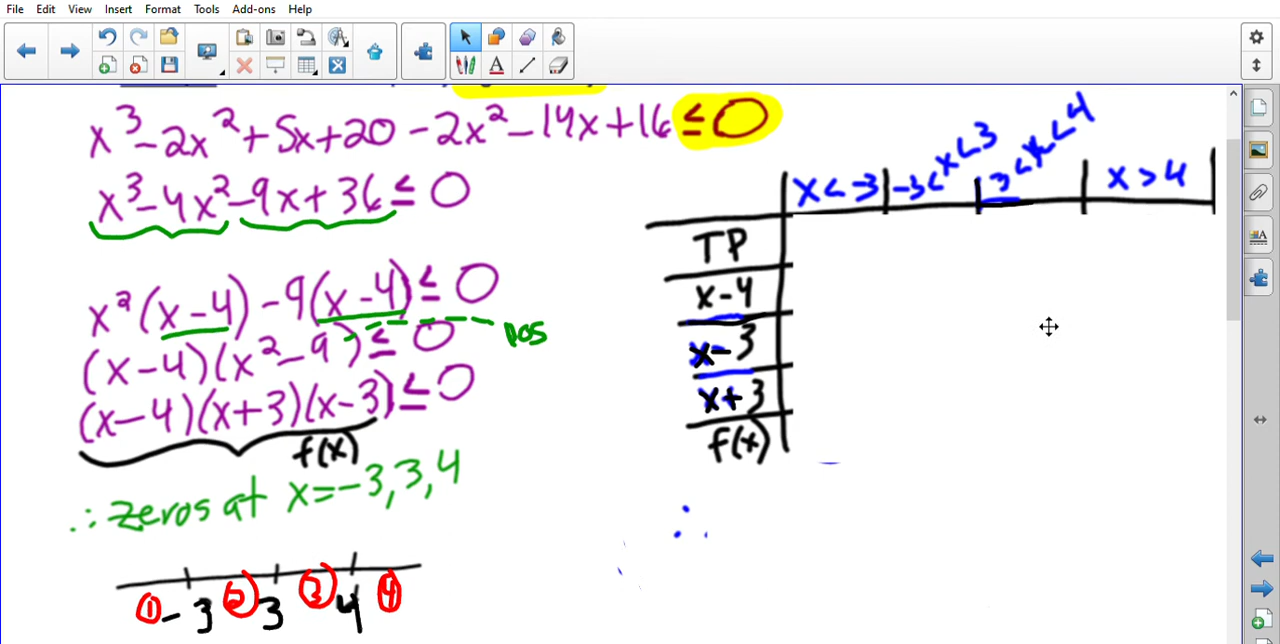 File Edit View Insert Format Tools Add-ons Help
x³-2x²+5x+20-2x²-14x+16≤0
x³-4x²-9x+36≤0
x²(x-4)-9(x-4)≤0
pos
(x-4)(x²-9)≤0
(x-4)(x+3)(x-3)≤0
f(x)
∴ zeros at x=-3,3,4
① -3 ② 3 ③ 4 ④
x<-3 -3<x<3 3<x<4 x>4
TP
x-4
x-3
x+3
f(x)
∴